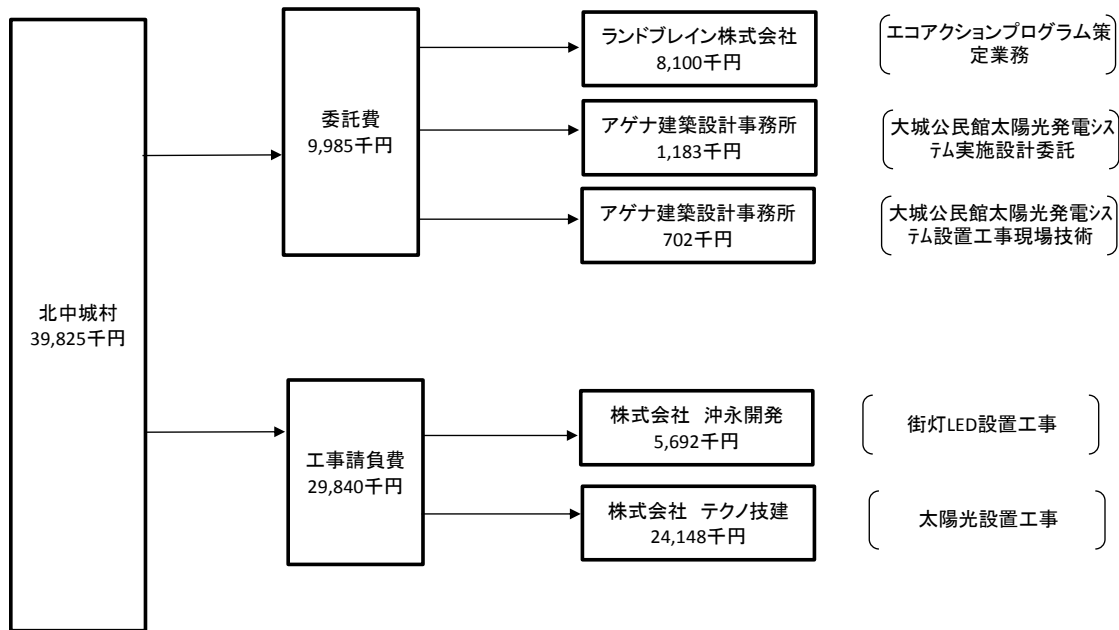 北中城村
39,825千円
委託費
9,985千円
ランドブレイン株式会社
8,100千円
エコアクションプログラム策
定業務
アゲナ建築設計事務所
1,183千円
大城公民館太陽光発電ｼｽ
ﾃﾑ実施設計委託
アゲナ建築設計事務所
702千円
大城公民館太陽光発電ｼｽ
ﾃﾑ設置工事現場技術
工事請負費
29,840千円
株式会社　沖永開発
5,692千円
街灯LED設置工事
株式会社　テクノ技建
24,148千円
太陽光設置工事